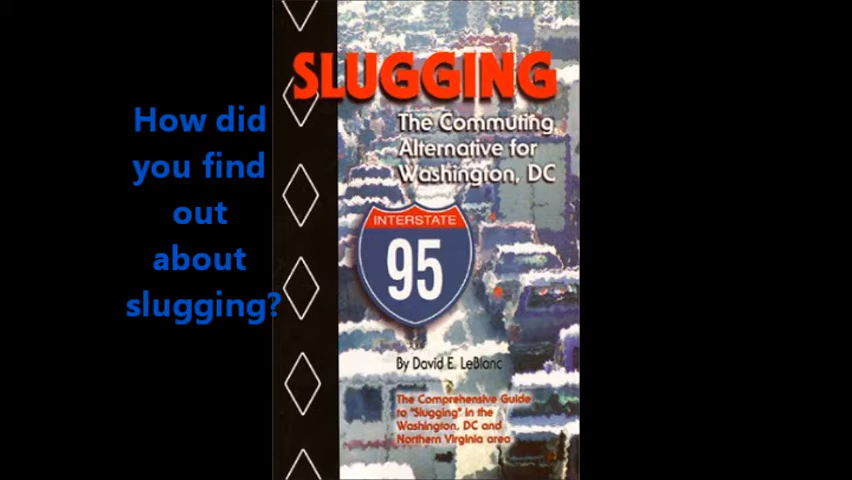 How did
you find
out
about
slugging?
SLUGGING
The Commuting
Alternative for
Washington, DC
INTERSTATE
95
By David E. LeBlanc
The Comprehensive Guide
to "Slugging" in the
Washington, DC and
Northern Virginia area